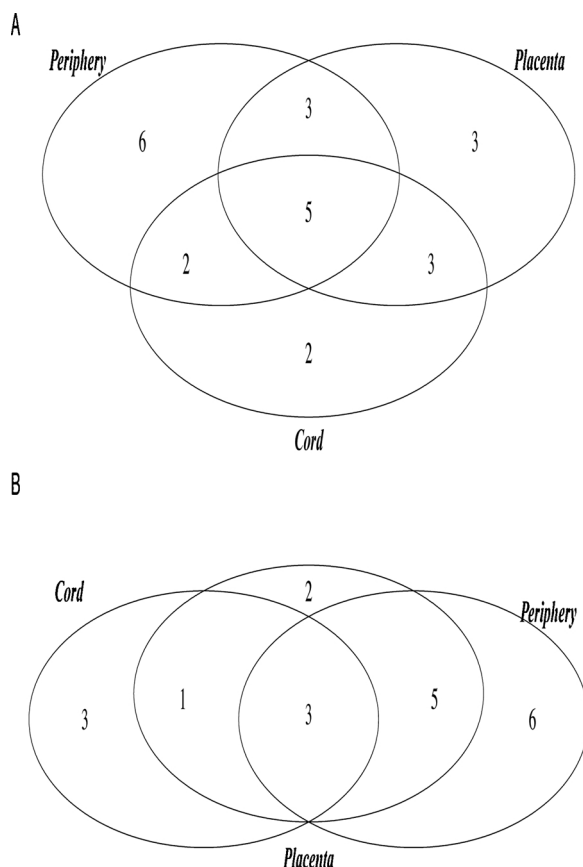 A
Periphery Placenta
3
6 3
5
2 3
2
Cord
B
Cord 2
Periphery
1 5
3 3 6
Placenta